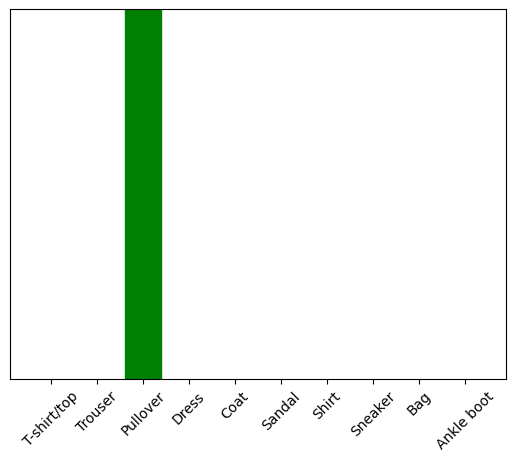 T-shirt/top
Trouser
Pullover
Dress
Coat
Sandal
Shirt
Sneaker
Bag
Ankle boot